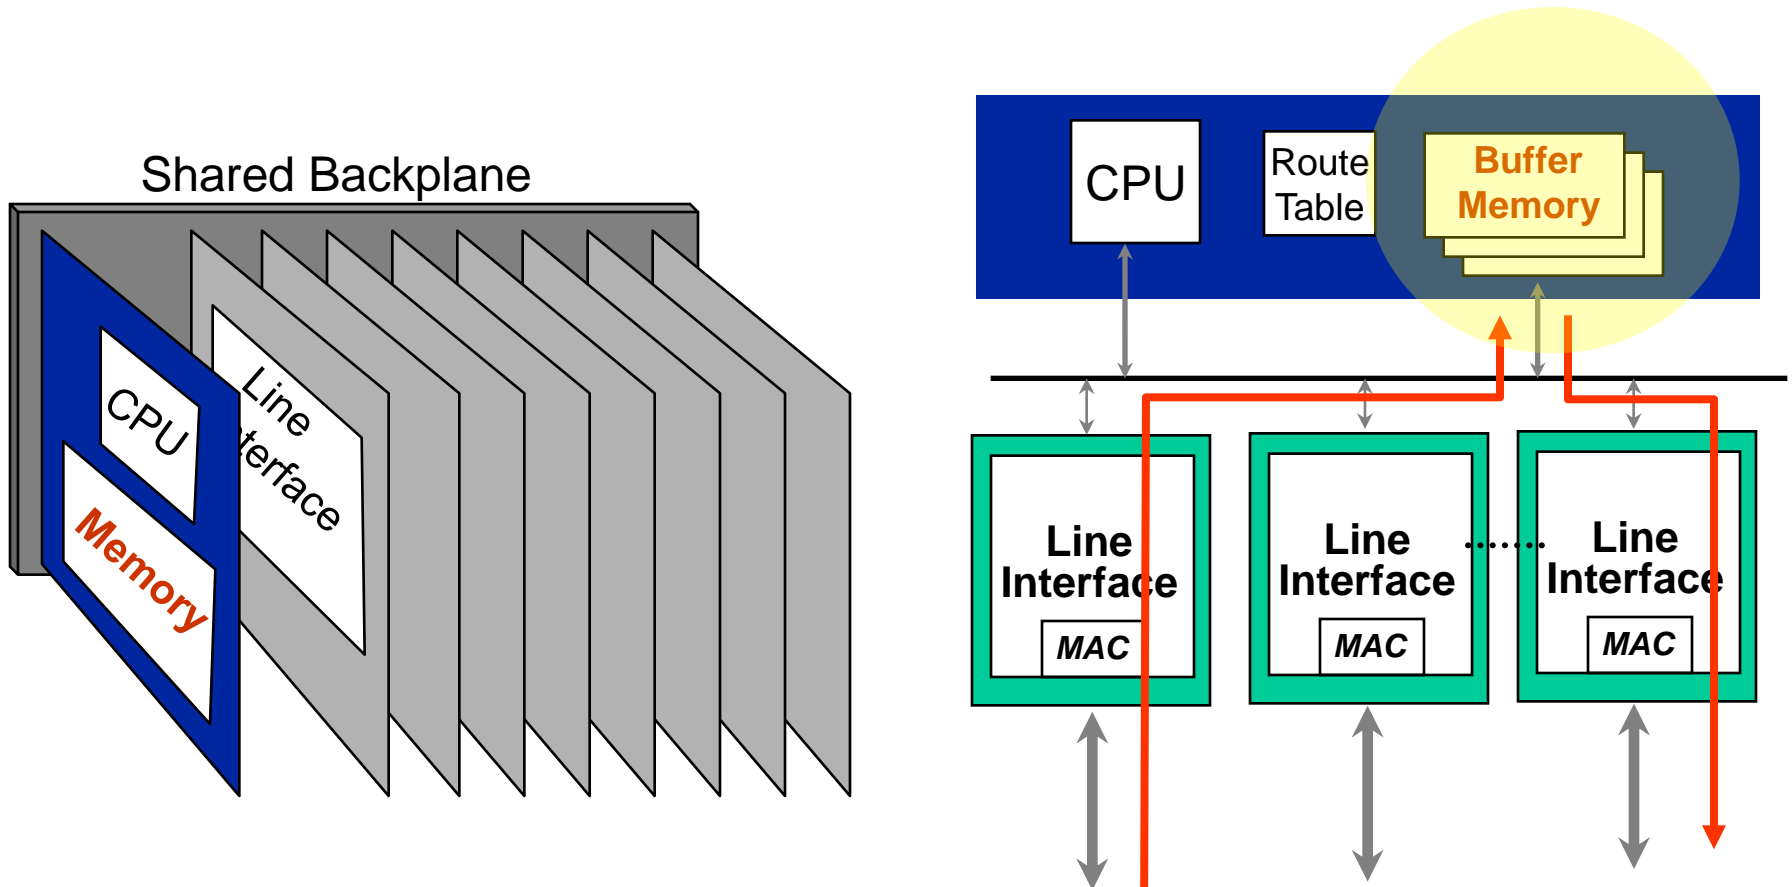 Shared Backplane
CPU
Memory
Line
Interface
CPU
Route
Table
Buffer
Memory
Line
Interface
MAC
Line
Interface
MAC
.......
Line
Interface
MAC